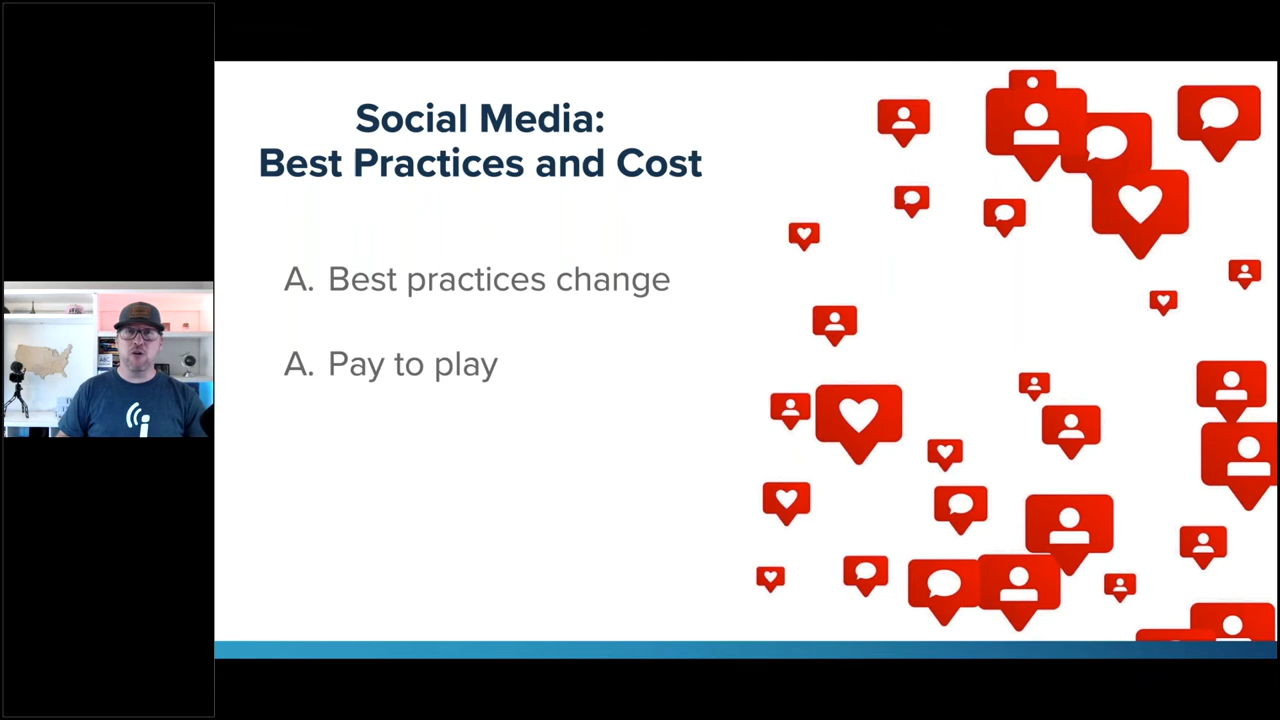 Social Media:
Best Practices and Cost
A. Best practices change
A. Pay to play